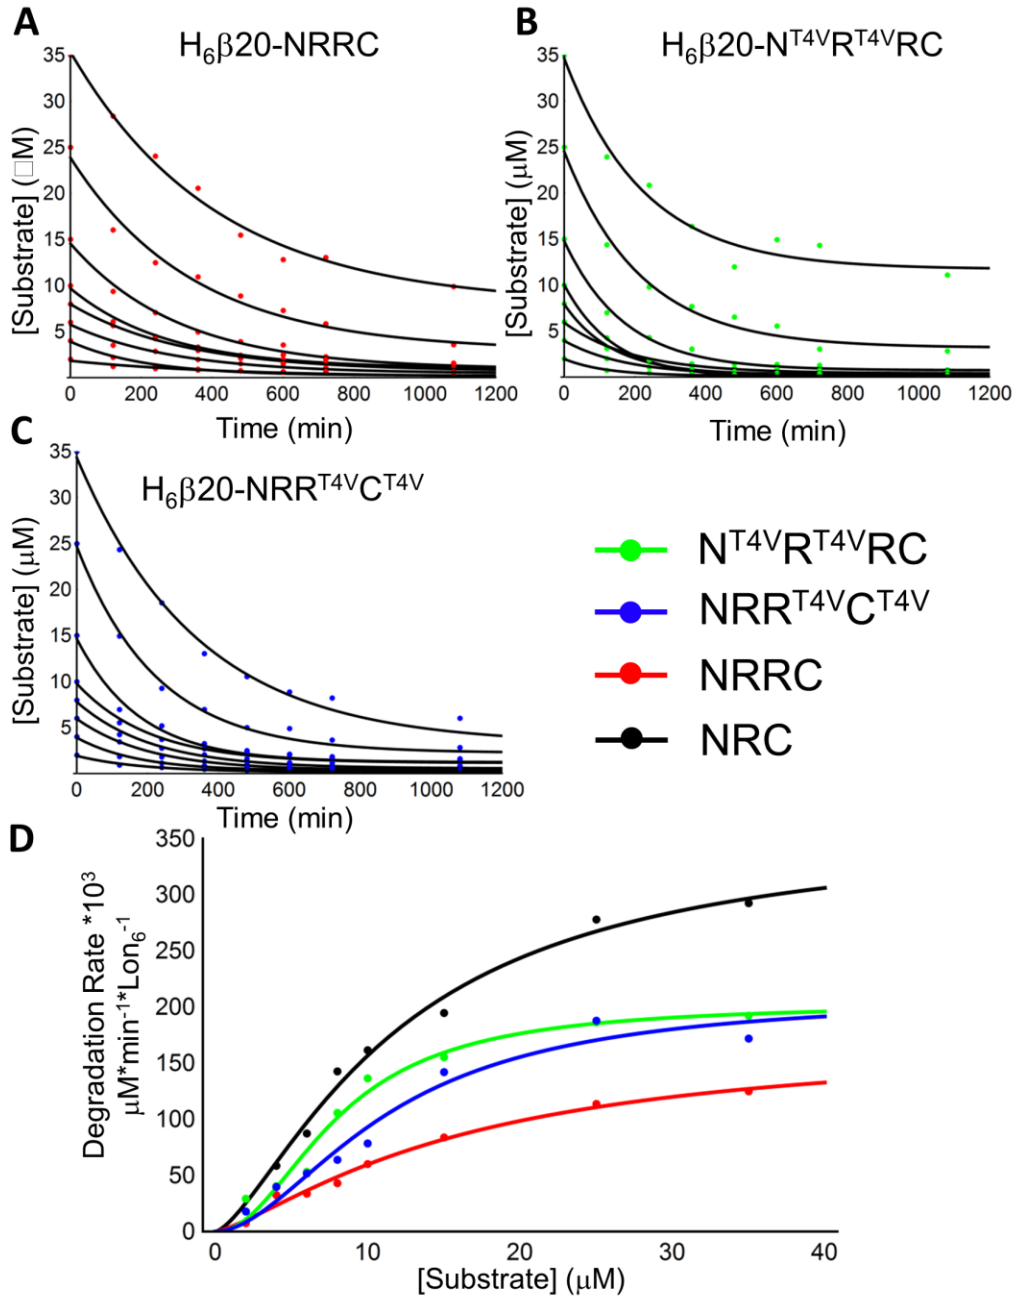 A
H₆β20-NRRC
[Substrate] (□M)
35
30
25
20
15
10
5
0 200 400 600 800 1000 1200
Time (min)
B
H₆β20-Nᵀ⁴ⱽRᵀ⁴ⱽRC
[Substrate] (μM)
35
30
25
20
15
10
5
0 200 400 600 800 1000 1200
Time (min)
C
H₆β20-NRRᵀ⁴ⱽCᵀ⁴ⱽ
[Substrate] (μM)
35
30
25
20
15
10
5
0 200 400 600 800 1000 1200
Time (min)
Nᵀ⁴ⱽRᵀ⁴ⱽRC
NRRᵀ⁴ⱽCᵀ⁴ⱽ
NRRC
NRC
D
Degradation Rate *10³
μM*min⁻¹*Lon₆⁻¹
350
300
250
200
150
100
50
0
0 10 20 30 40
[Substrate] (μM)